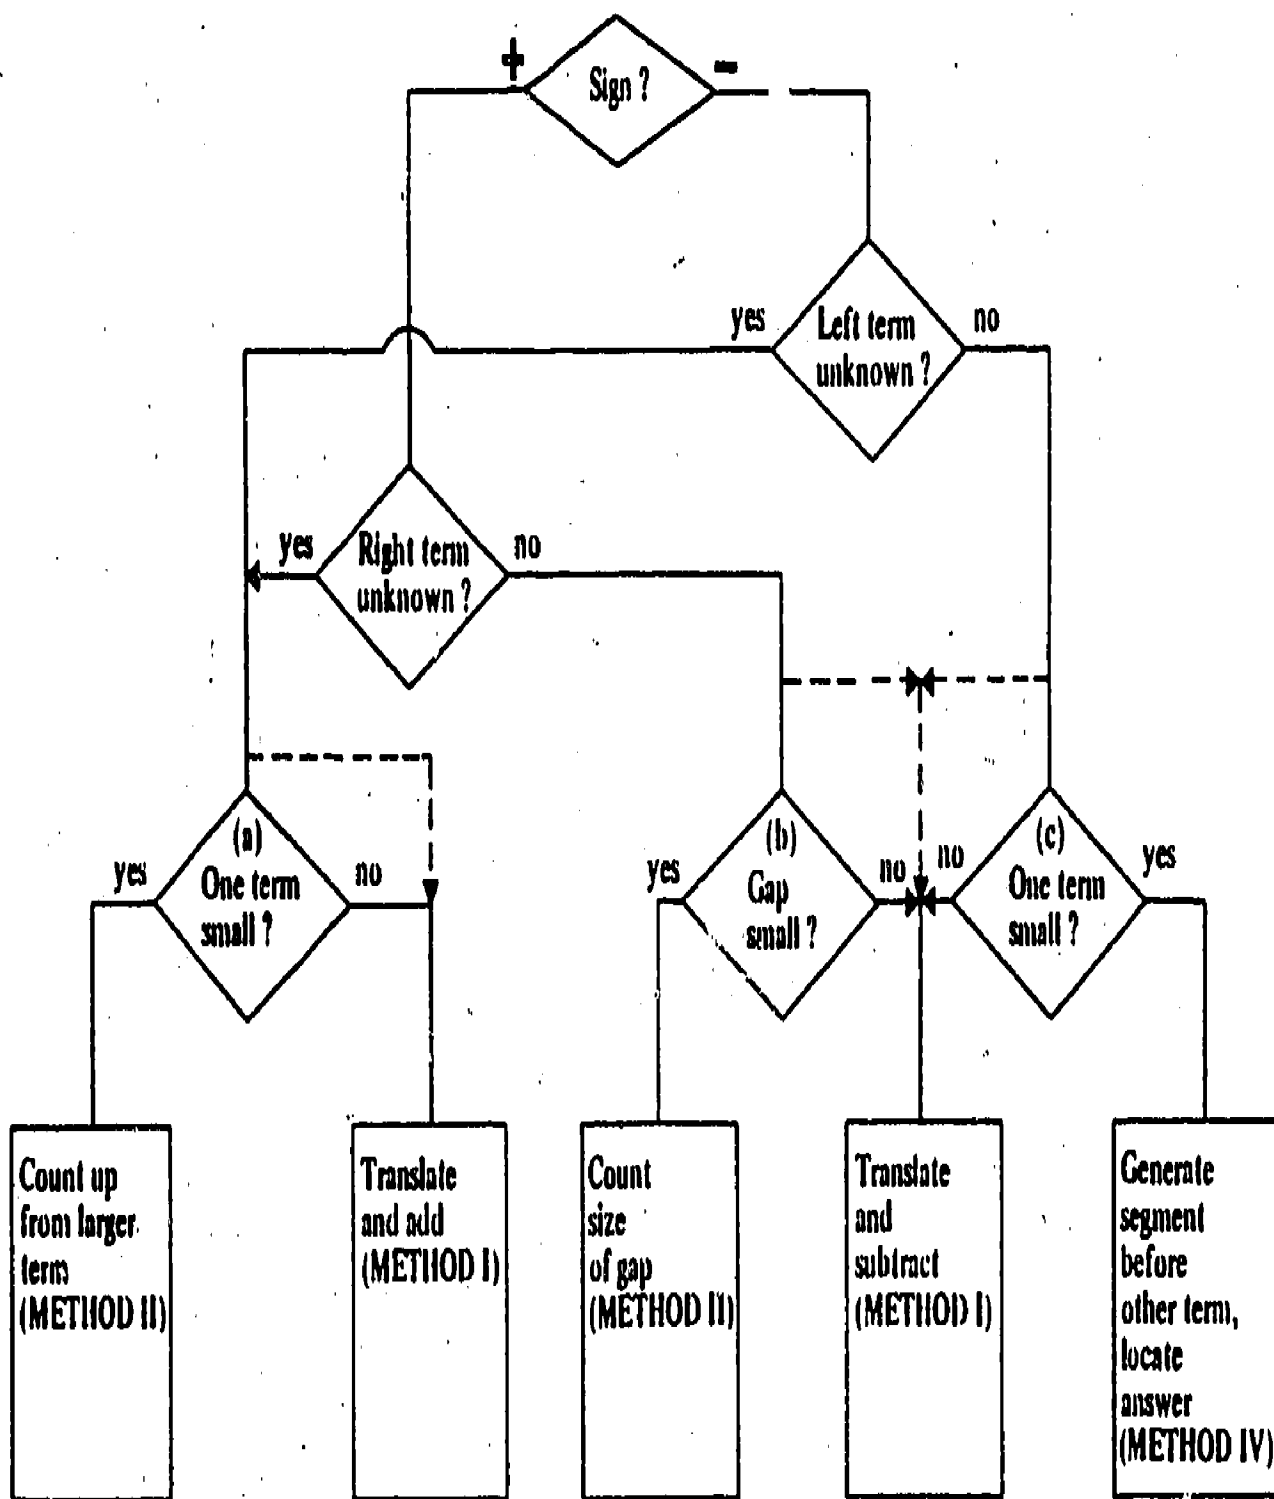 +
Sign ?
-
yes
Left term
unknown ?
no
yes
Right term
unknown ?
no
yes
(a)
One term
small ?
no
yes
(b)
Gap
small ?
no
no
(c)
One term
small ?
yes
Count up
from larger
term
(METHOD II)
Translate
and add
(METHOD I)
Count
size
of gap
(METHOD II)
Translate
and
subtract
(METHOD I)
Generate
segment
before
other term,
locate
answer
(METHOD IV)